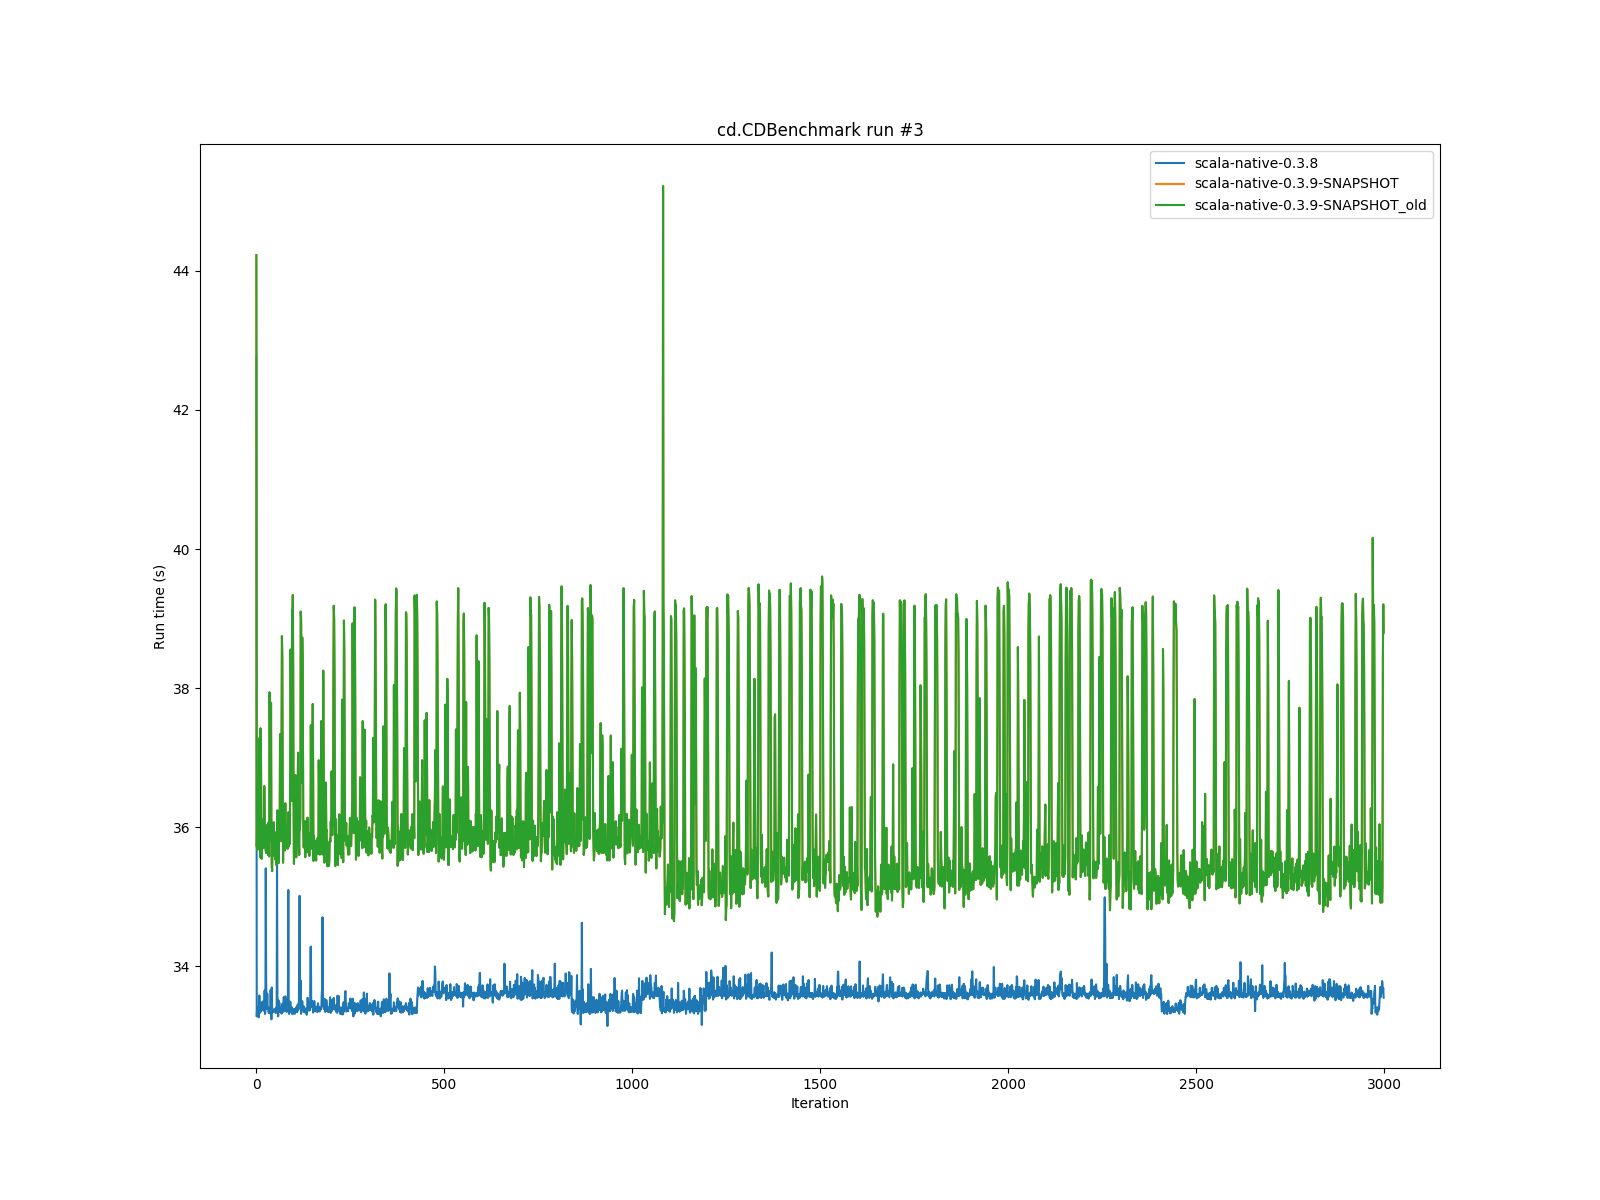 cd.CDBenchmark run #3
scala-native-0.3.8
scala-native-0.3.9-SNAPSHOT
scala-native-0.3.9-SNAPSHOT_old
44
42
40
38
36
34
Run time (s)
0 500 1000 1500 2000 2500 3000
Iteration